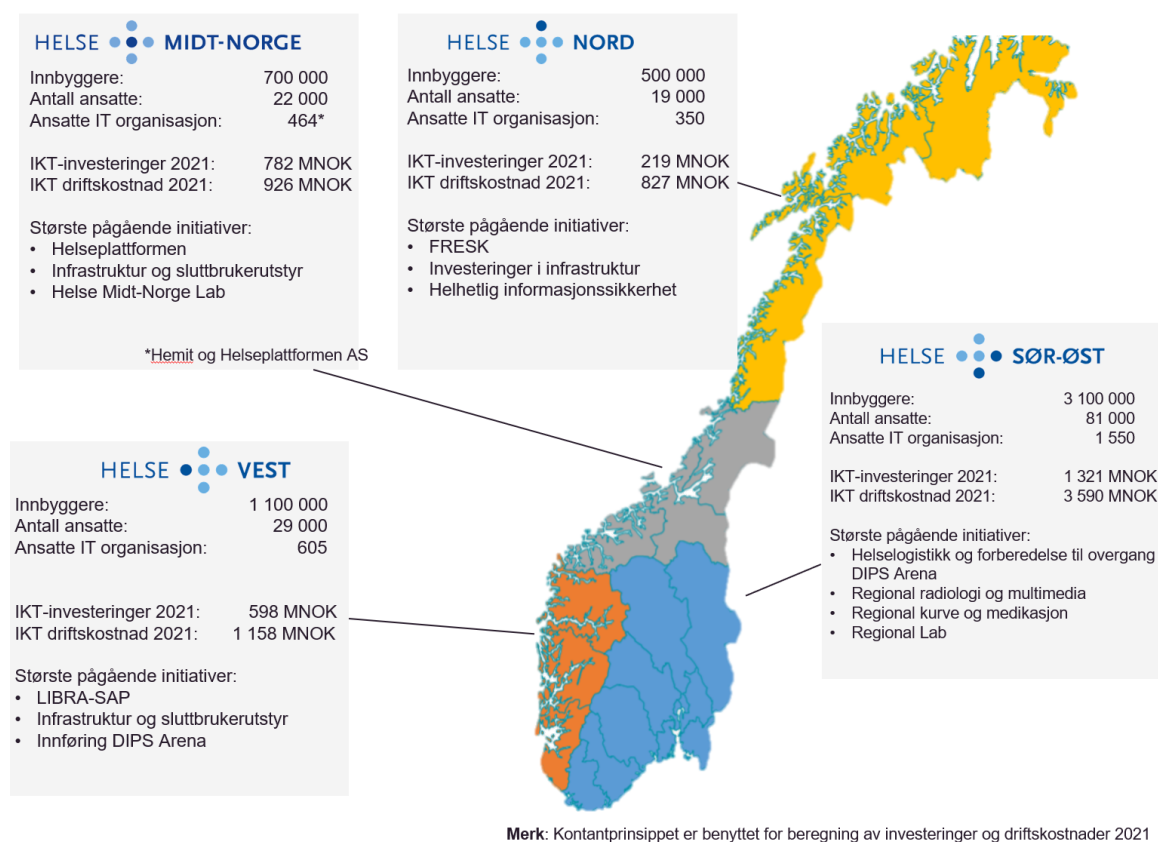 HELSE MIDT-NORGE
Innbyggere: 700 000
Antall ansatte: 22 000
Ansatte IT organisasjon: 464*
IKT-investeringer 2021: 782 MNOK
IKT driftskostnad 2021: 926 MNOK
Største pågående initiativer:
• Helseplattformen
• Infrastruktur og sluttbrukerutstyr
• Helse Midt-Norge Lab
*Hemit og Helseplattformen AS
HELSE NORD
Innbyggere: 500 000
Antall ansatte: 19 000
Ansatte IT organisasjon: 350
IKT-investeringer 2021: 219 MNOK
IKT driftskostnad 2021: 827 MNOK
Største pågående initiativer:
• FRESK
• Investeringer i infrastruktur
• Helhetlig informasjonssikkerhet
HELSE SØR-ØST
Innbyggere: 3 100 000
Antall ansatte: 81 000
Ansatte IT organisasjon: 1 550
IKT-investeringer 2021: 1 321 MNOK
IKT driftskostnad 2021: 3 590 MNOK
Største pågående initiativer:
• Helselogistikk og forberedelse til overgang
DIPS Arena
• Regional radiologi og multimedia
• Regional kurve og medikasjon
• Regional Lab
HELSE VEST
Innbyggere: 1 100 000
Antall ansatte: 29 000
Ansatte IT organisasjon: 605
IKT-investeringer 2021: 598 MNOK
IKT driftskostnad 2021: 1 158 MNOK
Største pågående initiativer:
• LIBRA-SAP
• Infrastruktur og sluttbrukerutstyr
• Innføring DIPS Arena
Merk: Kontantprinsippet er benyttet for beregning av investeringer og driftskostnader 2021